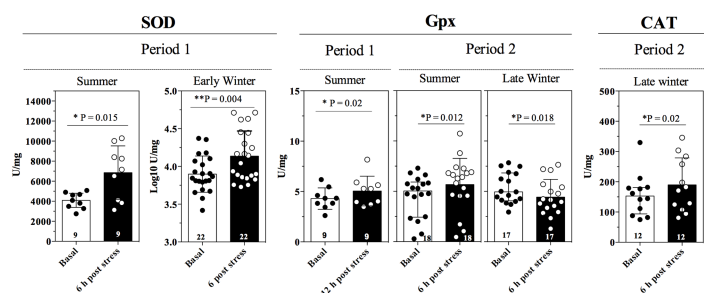 SOD
Gpx
CAT
Period 1
Period 1
Period 2
Period 2
Summer
Early Winter
Summer
Summer
Late Winter
Late winter
* P = 0.015
**P = 0.004
* P = 0.02
*P = 0.012
*P = 0.018
*P = 0.02
U/mg
14000
12000
10000
8000
6000
4000
2000
0
9
9
Basal
6 h post stress
Log10 U/mg
5.0
4.5
4.0
3.5
3.0
22
22
Basal
6 post stress
U/mg
15
10
5
0
9
9
Basal
12 h post stress
18
18
Basal
6 h post stress
17
17
Basal
6 h post stress
U/mg
500
400
300
200
100
0
12
12
Basal
6 h post stress